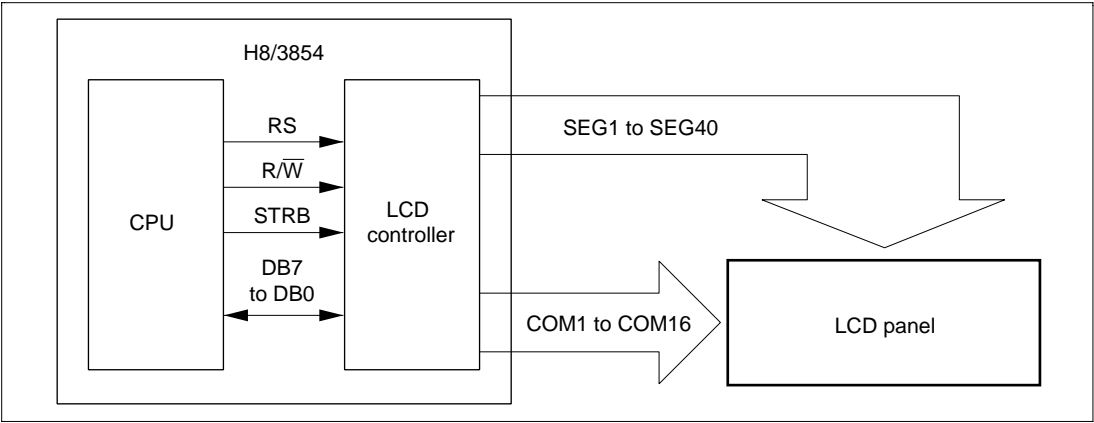 H8/3854
CPU
RS
R/W̅
STRB
DB7
to DB0
LCD
controller
SEG1 to SEG40
COM1 to COM16
LCD panel